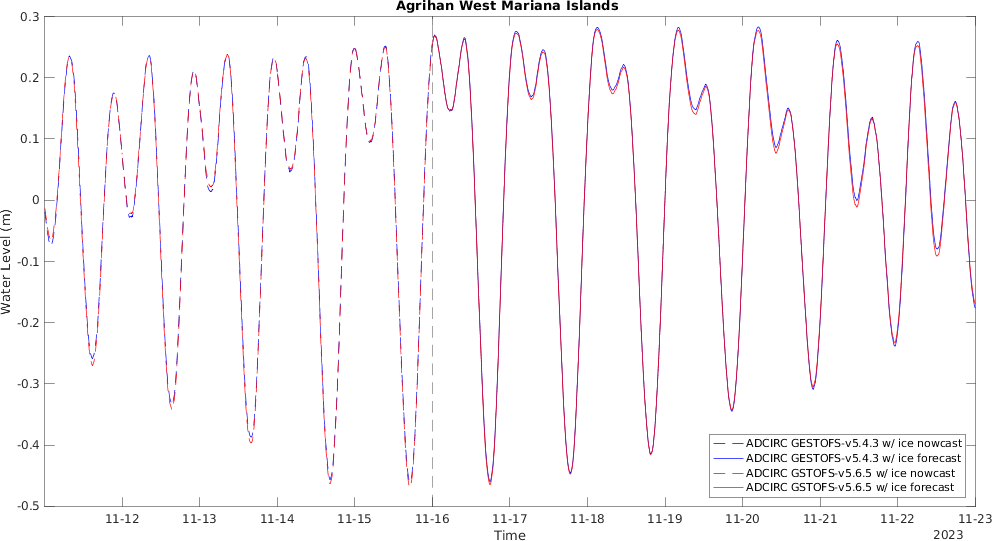 Agrihan West Mariana Islands
0.3
0.2
0.1
0
-0.1
-0.2
-0.3
-0.4
-0.5
Water Level (m)
ADCIRC GESTOFS-v5.4.3 w/ ice nowcast
ADCIRC GESTOFS-v5.4.3 w/ ice forecast
ADCIRC GSTOFS-v5.6.5 w/ ice nowcast
ADCIRC GSTOFS-v5.6.5 w/ ice forecast
11-12 11-13 11-14 11-15 11-16 11-17 11-18 11-19 11-20 11-21 11-22 11-23
Time
2023